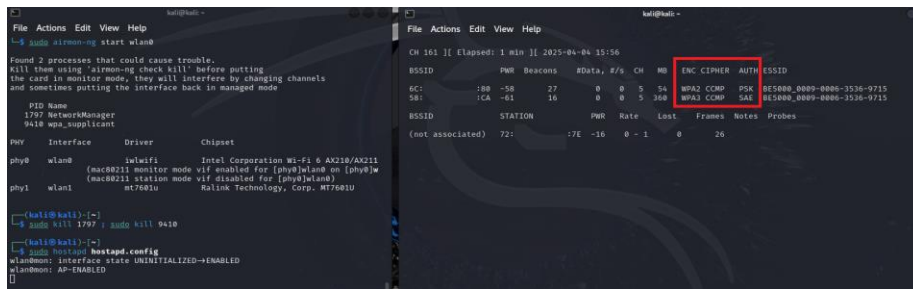 kali@kali: ~
File Actions Edit View Help
└─$ sudo airmon-ng start wlan0
Found 2 processes that could cause trouble.
Kill them using 'airmon-ng check kill' before putting
the card in monitor mode, they will interfere by changing channels
and sometimes putting the interface back in managed mode
PID Name
1797 NetworkManager
9410 wpa_supplicant
PHY Interface Driver Chipset
phy0 wlan0 iwlwifi Intel Corporation Wi-Fi 6 AX210/AX211
(mac80211 monitor mode vif enabled for [phy0]wlan0 on [phy0]w
(mac80211 station mode vif disabled for [phy0]wlan0)
phy1 wlan1 mt7601u Ralink Technology, Corp. MT7601U
┌──(kali㉿kali)-[~]
└─$ sudo kill 1797 ; sudo kill 9410
┌──(kali㉿kali)-[~]
└─$ sudo hostapd hostapd.config
wlan0mon: interface state UNINITIALIZED→ENABLED
wlan0mon: AP-ENABLED
kali@kali: ~
File Actions Edit View Help
CH 161 ][ Elapsed: 1 min ][ 2025-04-04 15:56
BSSID PWR Beacons #Data, #/s CH MB ENC CIPHER AUTH ESSID
6C: :80 -58 27 0 0 5 54 WPA2 CCMP PSK BE5000_0009-0006-3536-9715
58: :CA -61 16 0 0 5 360 WPA3 CCMP SAE BE5000_0009-0006-3536-9715
BSSID STATION PWR Rate Lost Frames Notes Probes
(not associated) 72: :7E -16 0 - 1 0 26